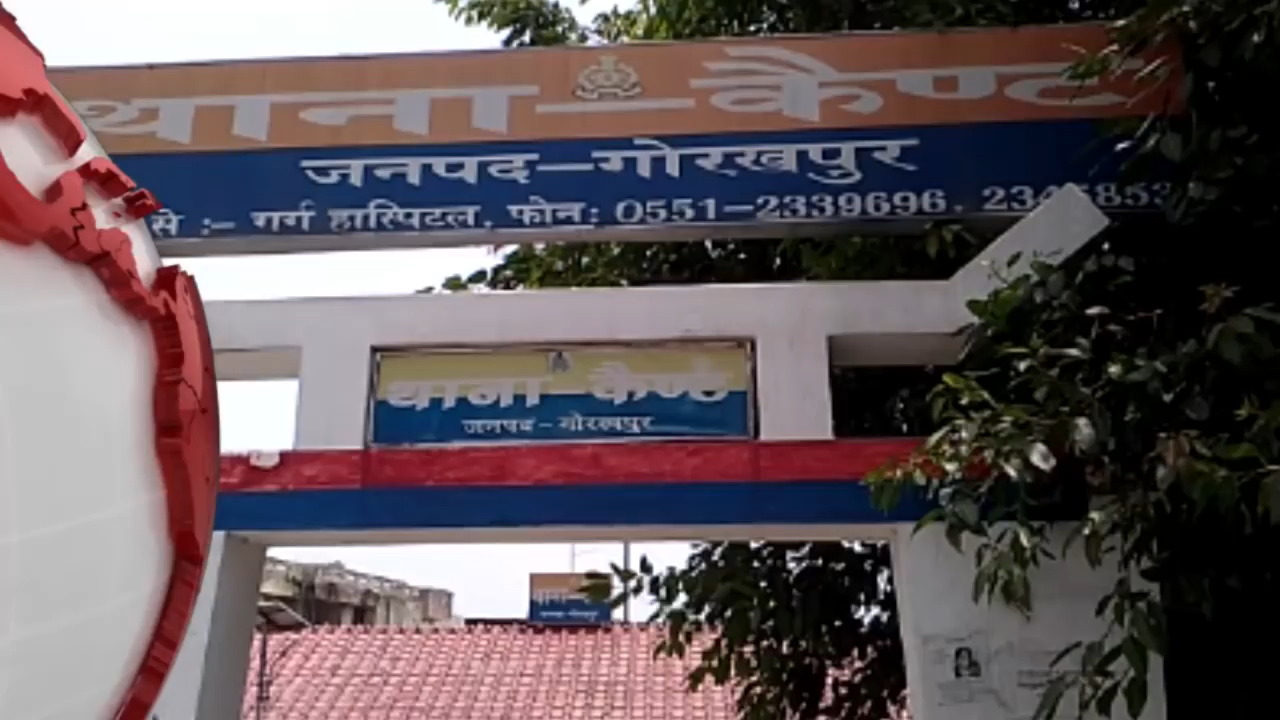 थाना–कैण्ट
जनपद–गोरखपुर
से :– गर्ग हास्पिटल, फोन: 0551–2339696,
थाना–कैण्ट
जनपद–गोरखपुर